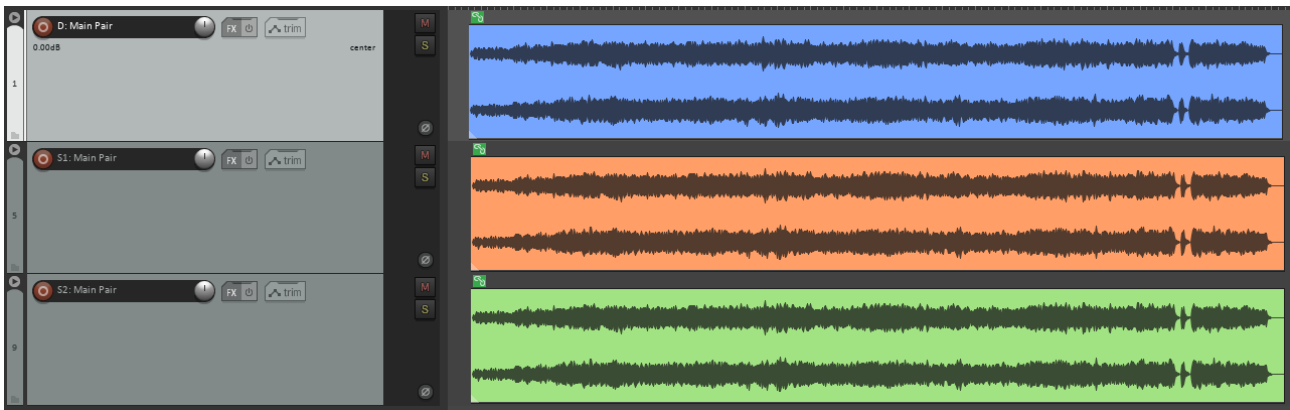 D: Main Pair
FX
trim
M
0.00dB
center
S
1
S1: Main Pair
FX
trim
M
S
5
S2: Main Pair
FX
trim
M
S
9